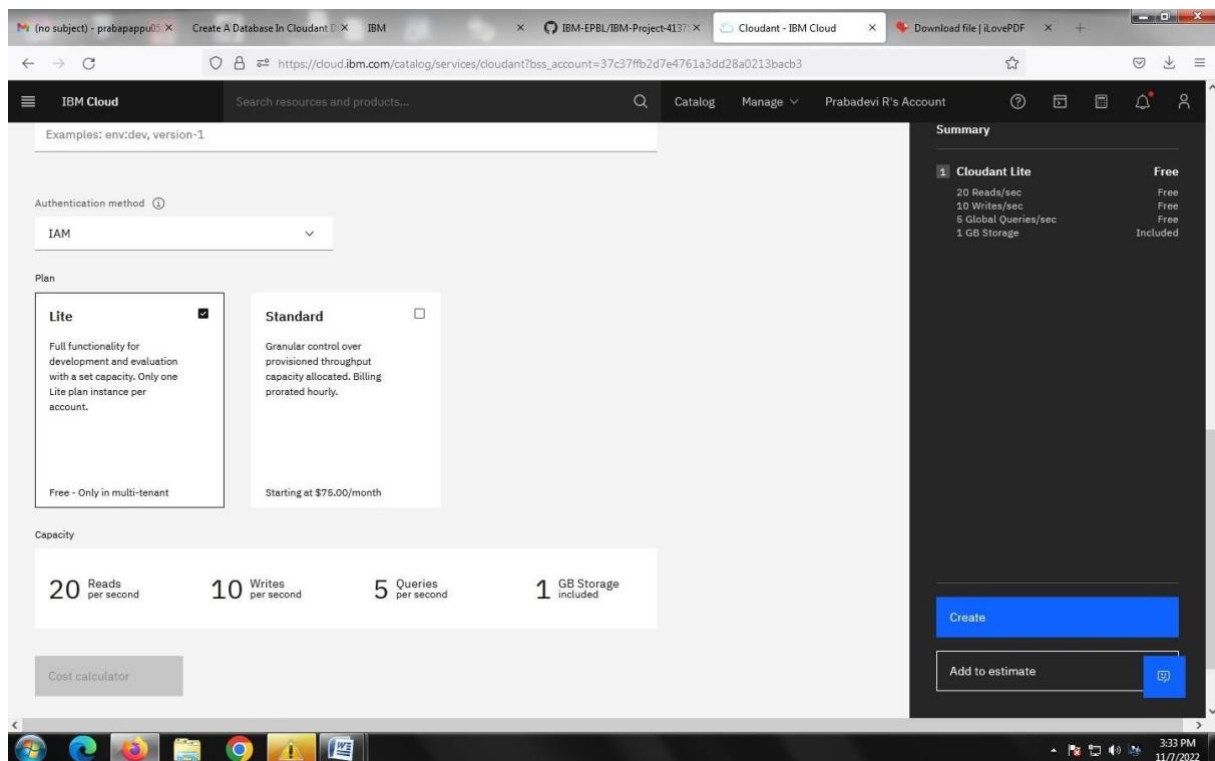 (no subject) - prabapappu05
Create A Database In Cloudant D
IBM
IBM-EPBL/IBM-Project-4137
Cloudant - IBM Cloud
Download file | iLovePDF
https://cloud.ibm.com/catalog/services/cloudant?bss_account=37c37ffb2d7e4761a3dd28a0213bacb3
IBM Cloud
Search resources and products...
Catalog
Manage
Prabadevi R's Account
Examples: env:dev, version-1
Authentication method
IAM
Plan
Lite
Full functionality for
development and evaluation
with a set capacity. Only one
Lite plan instance per
account.
Free - Only in multi-tenant
Standard
Granular control over
provisioned throughput
capacity allocated. Billing
prorated hourly.
Starting at $75.00/month
Capacity
20 Reads
per second
10 Writes
per second
5 Queries
per second
1 GB Storage
included
Cost calculator
Summary
1 Cloudant Lite Free
20 Reads/sec Free
10 Writes/sec Free
5 Global Queries/sec Free
1 GB Storage Included
Create
Add to estimate
3:33 PM
11/7/2022